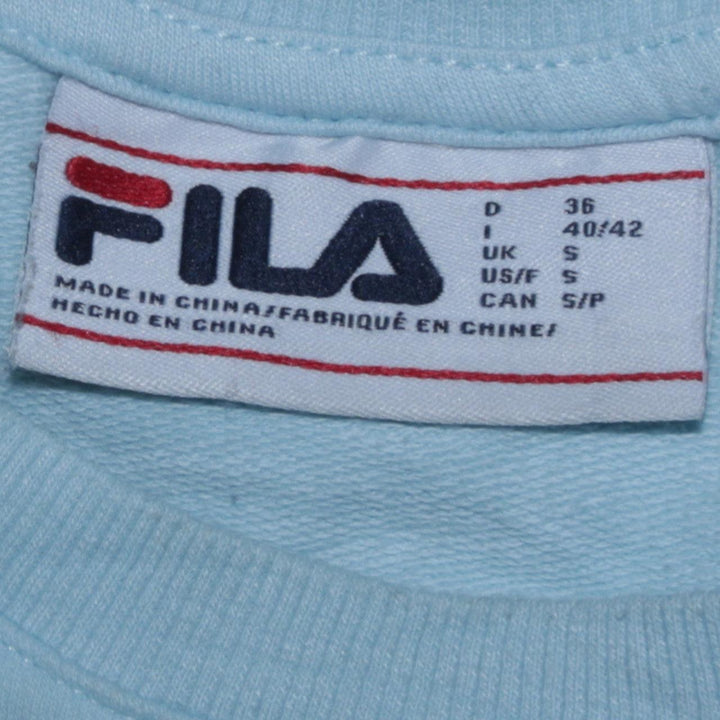 FILA
D 36
I 40/42
UK S
US/F S
CAN S/P
MADE IN CHINA/FABRIQUÉ EN CHINE/
HECHO EN CHINA